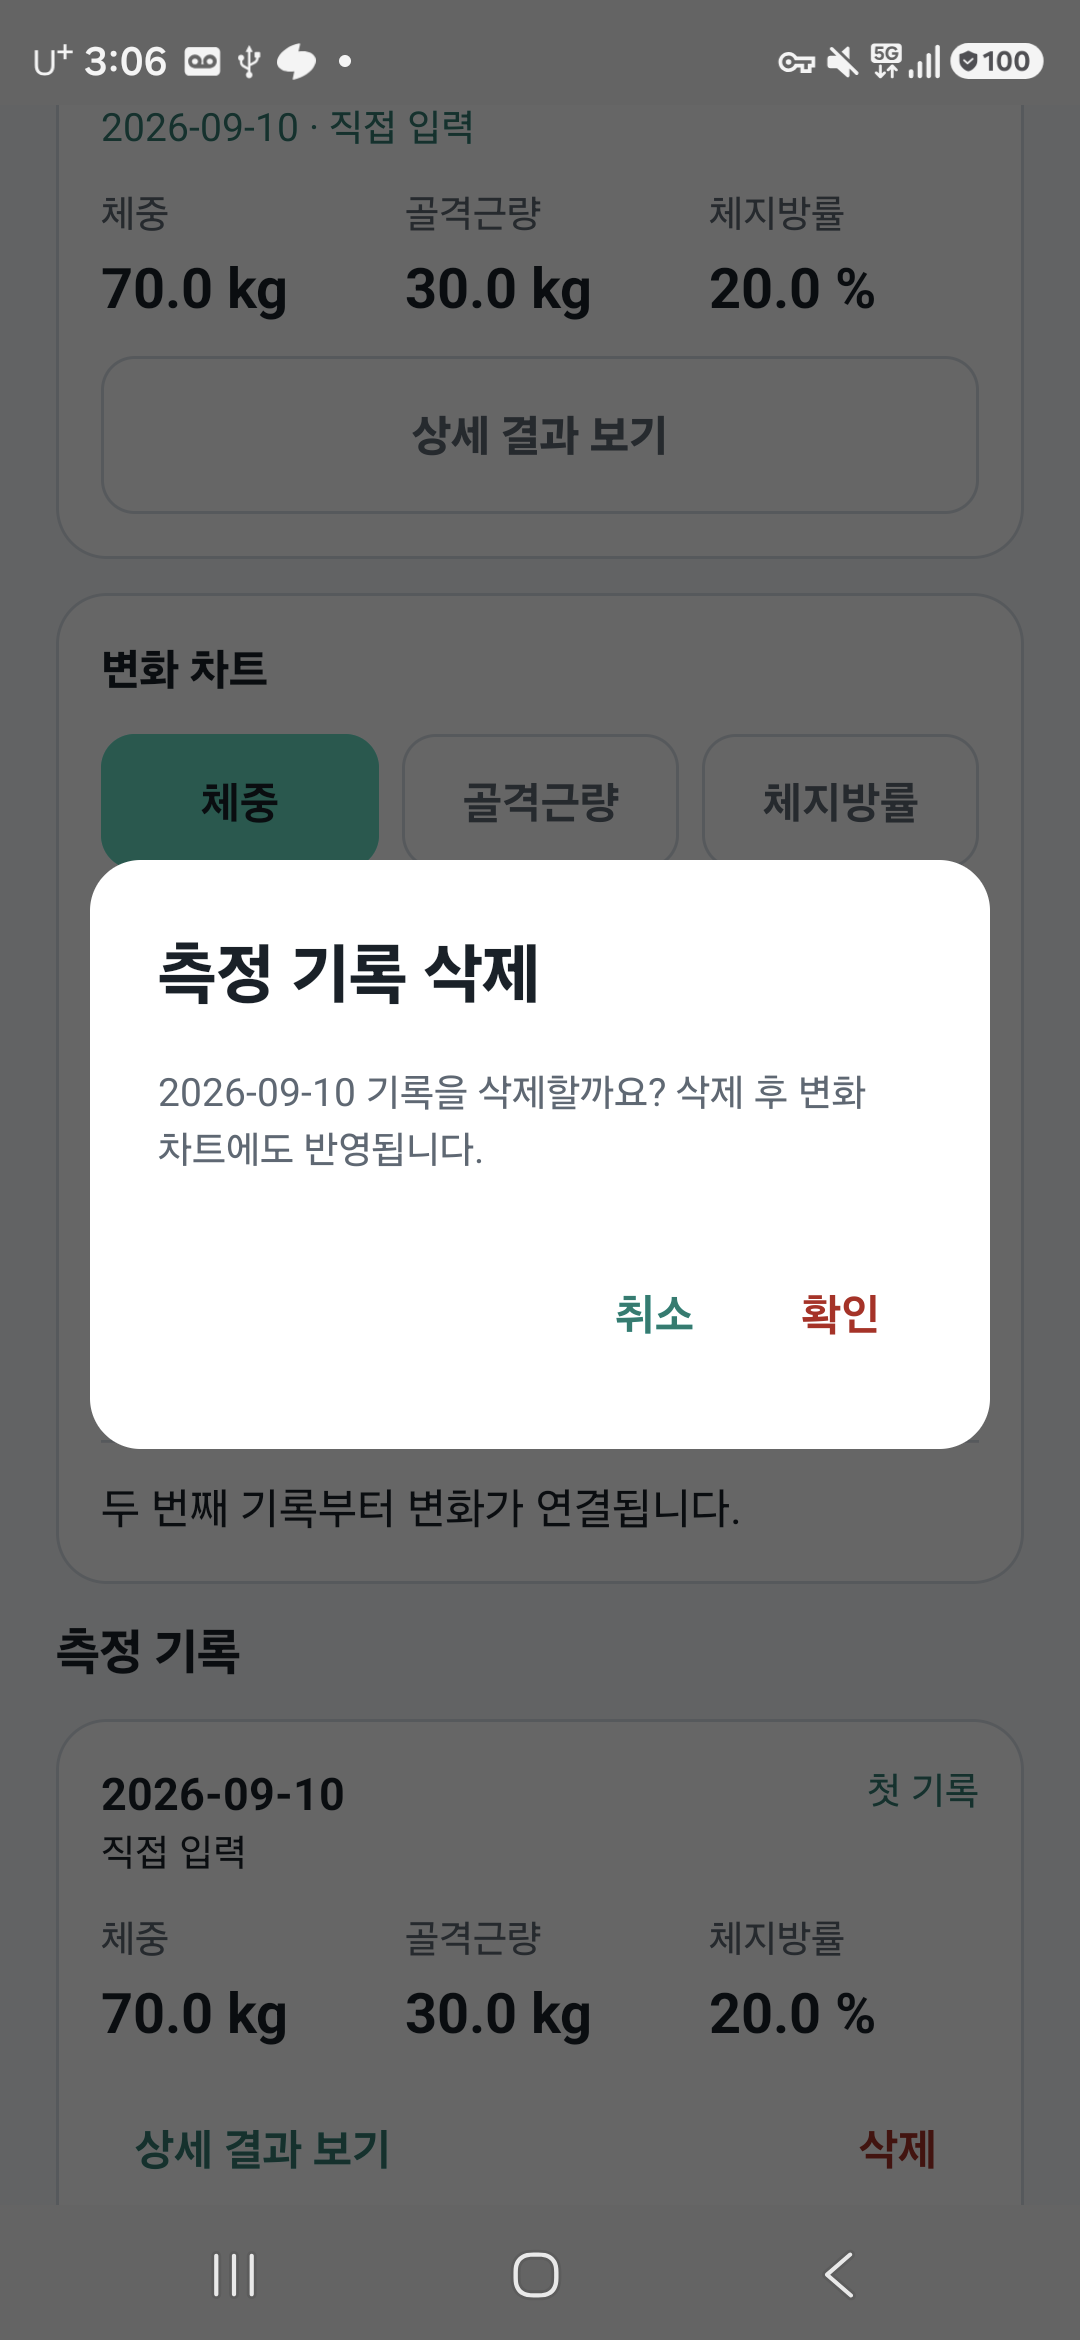 U+ 3:06 5G 100
2026-09-10 · 직접 입력
체중 골격근량 체지방률
70.0 kg 30.0 kg 20.0 %
상세 결과 보기
변화 차트
체중 골격근량 체지방률
측정 기록 삭제
2026-09-10 기록을 삭제할까요? 삭제 후 변화
차트에도 반영됩니다.
취소 확인
두 번째 기록부터 변화가 연결됩니다.
측정 기록
2026-09-10 첫 기록
직접 입력
체중 골격근량 체지방률
70.0 kg 30.0 kg 20.0 %
상세 결과 보기 삭제